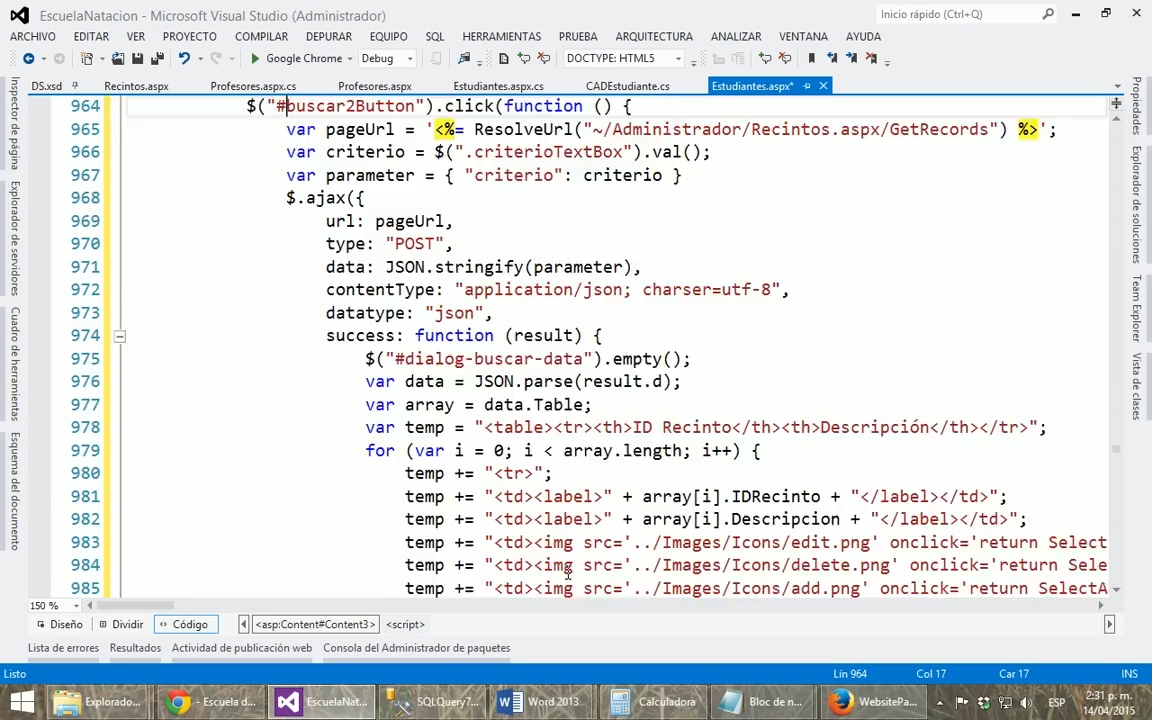 EscuelaNatacion - Microsoft Visual Studio (Administrador)
Inicio rápido (Ctrl+Q)
ARCHIVO EDITAR VER PROYECTO COMPILAR DEPURAR EQUIPO SQL HERRAMIENTAS PRUEBA ARQUITECTURA ANALIZAR VENTANA AYUDA
Google Chrome Debug DOCTYPE: HTML5
DS.xsd Recintos.aspx Profesores.aspx.cs Profesores.aspx Estudiantes.aspx.cs CADEstudiante.cs Estudiantes.aspx*
Inspector de página
Explorador de servidores
Cuadro de herramientas
Esquema del documento
964 $("#buscar2Button").click(function () {
965 var pageUrl = '<%= ResolveUrl("~/Administrador/Recintos.aspx/GetRecords") %>';
966 var criterio = $(".criterioTextBox").val();
967 var parameter = { "criterio": criterio }
968 $.ajax({
969 url: pageUrl,
970 type: "POST",
971 data: JSON.stringify(parameter),
972 contentType: "application/json; charser=utf-8",
973 datatype: "json",
974 success: function (result) {
975 $("#dialog-buscar-data").empty();
976 var data = JSON.parse(result.d);
977 var array = data.Table;
978 var temp = "<table><tr><th>ID Recinto</th><th>Descripción</th></tr>";
979 for (var i = 0; i < array.length; i++) {
980 temp += "<tr>";
981 temp += "<td><label>" + array[i].IDRecinto + "</label></td>";
982 temp += "<td><label>" + array[i].Descripcion + "</label></td>";
983 temp += "<td><img src='../Images/Icons/edit.png' onclick='return Select
984 temp += "<td><img src='../Images/Icons/delete.png' onclick='return Sele
985 temp += "<td><img src='../Images/Icons/add.png' onclick='return SelectA
Propiedades
Explorador de soluciones
Team Explorer
Vista de clases
150 %
Diseño Dividir Código <asp:Content#Content3> <script>
Lista de errores Resultados Actividad de publicación web Consola del Administrador de paquetes
Listo Lín 964 Col 17 Car 17 INS
Explorado... - Escuela d... EscuelaNat... SQLQuery7... Word 2013... Calculadora Bloc de n... WebsitePa... ESP 2:31 p. m.
14/04/2015